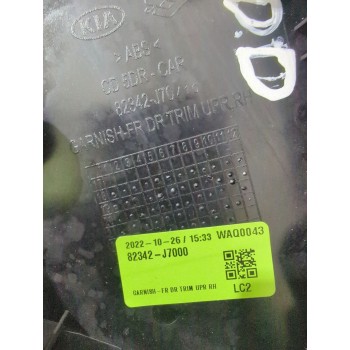 KIA
>ABS<
CD 5DR-CAR
82342-J7
GARNISH-FR DR TRIM UPR RH
1 2 3 4 5 6 7 8 9 10 11 12
2022-10-26 / 15:33 WAQ0043
82342-J7000
GARNISH-FR DR TRIM UPR RH
LC2